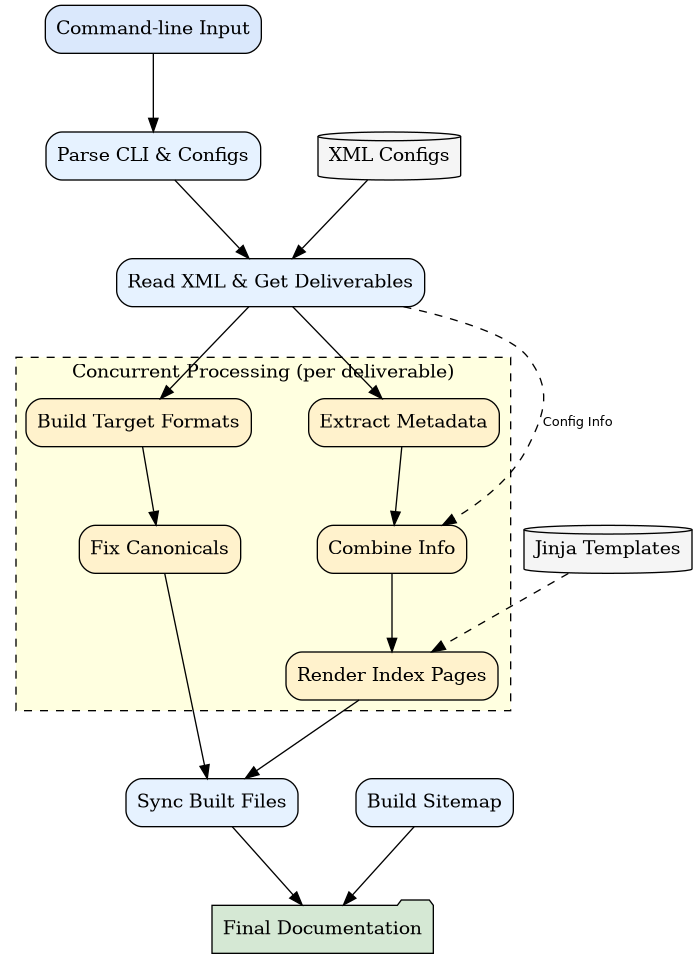 Command-line Input
Parse CLI & Configs
XML Configs
Read XML & Get Deliverables
Concurrent Processing (per deliverable)
Build Target Formats
Extract Metadata
Config Info
Fix Canonicals
Combine Info
Jinja Templates
Render Index Pages
Sync Built Files
Build Sitemap
Final Documentation